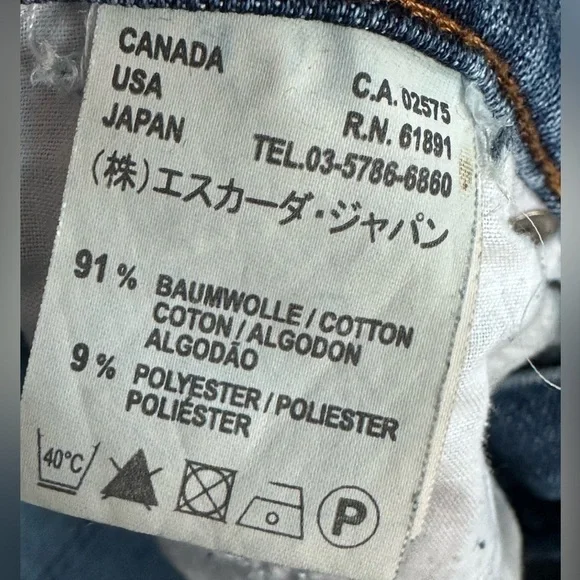 CANADA C.A. 02575
USA R.N. 61891
JAPAN TEL.03-5786-6860
(株)エスカーダ・ジャパン
91 % BAUMWOLLE / COTTON
COTON / ALGODON
ALGODÃO
9 % POLYESTER / POLIESTER
POLIÉSTER
40°C P